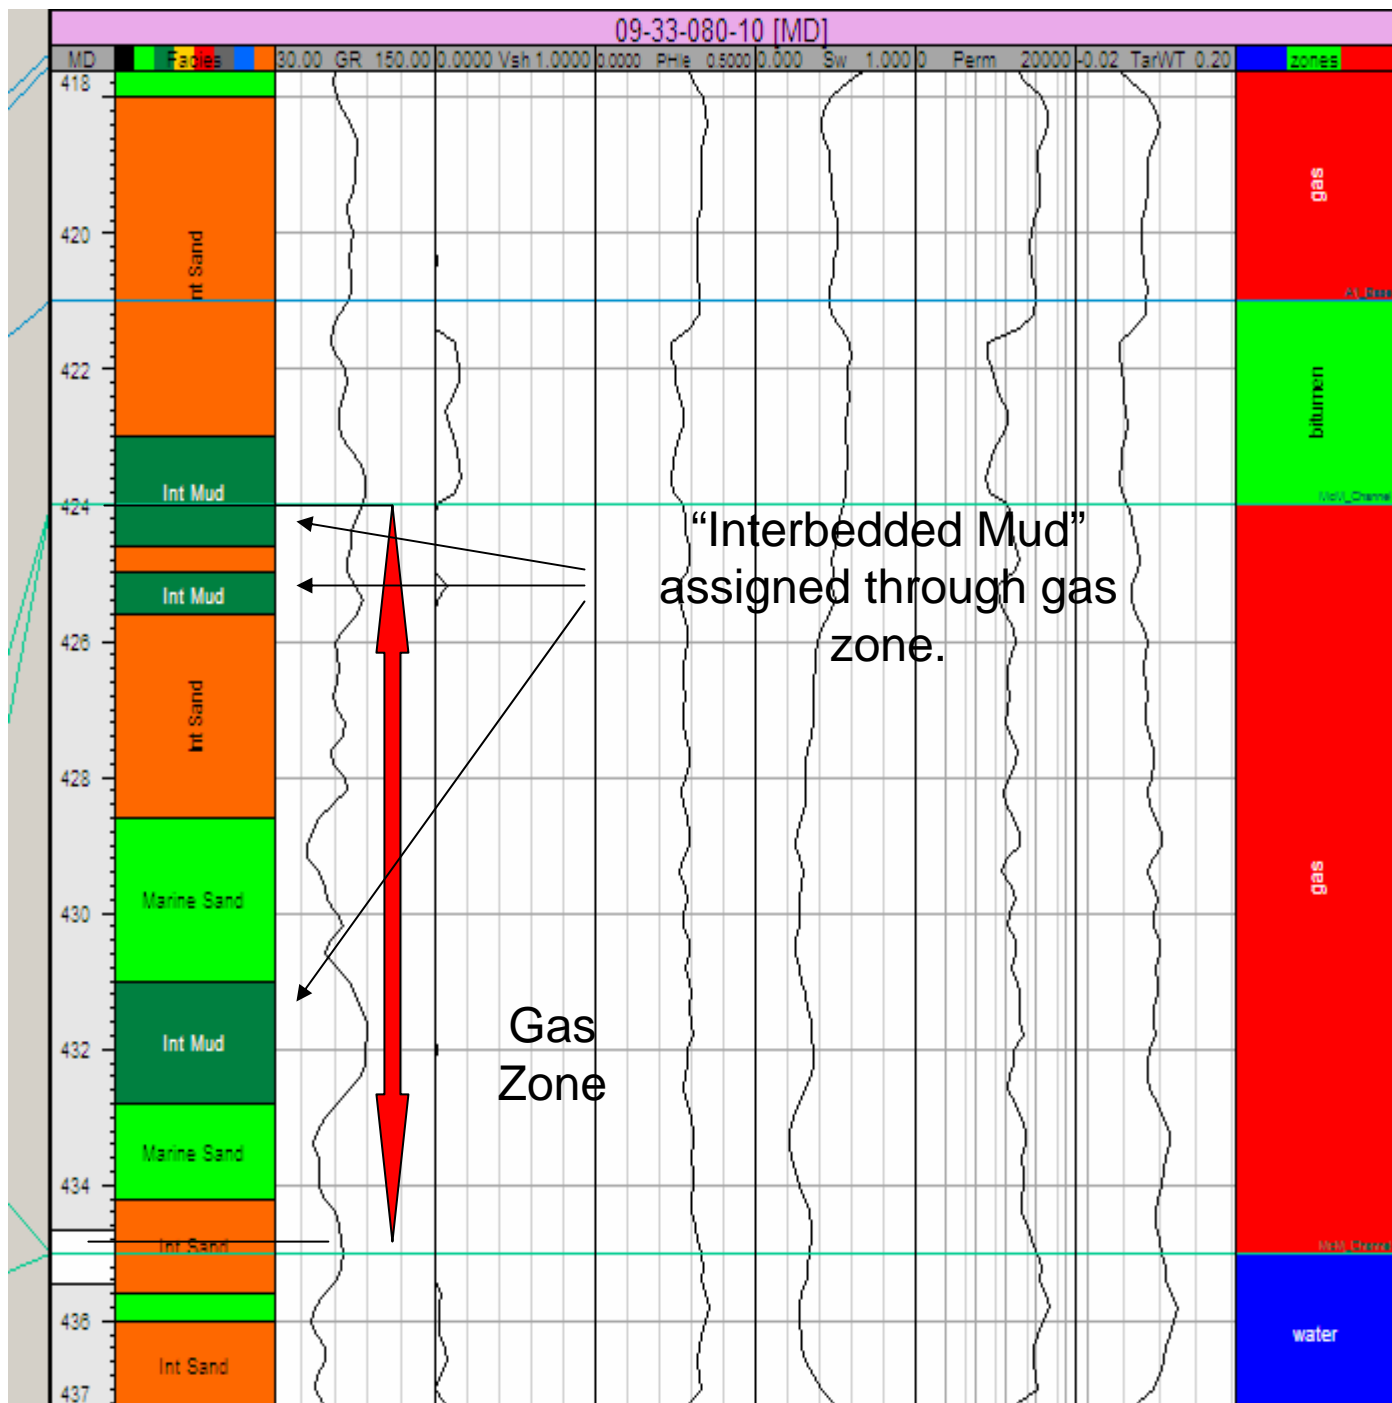 09-33-080-10 [MD]
MD Facies 30.00 GR 150.00 0.0000 Vsh 1.0000 0.0000 PHIe 0.5000 0.000 Sw 1.000 0 Perm 20000 -0.02 TarWT 0.20 zones
418
gas
420
Int Sand
422
bitumen
Int Mud
424
McM_Channel
“Interbedded Mud”
assigned through gas
zone.
Int Mud
426
Int Sand
428
gas
Marine Sand
430
Gas
Zone
Int Mud
432
Marine Sand
434
Int Sand
McM_Channel
436
water
Int Sand
437